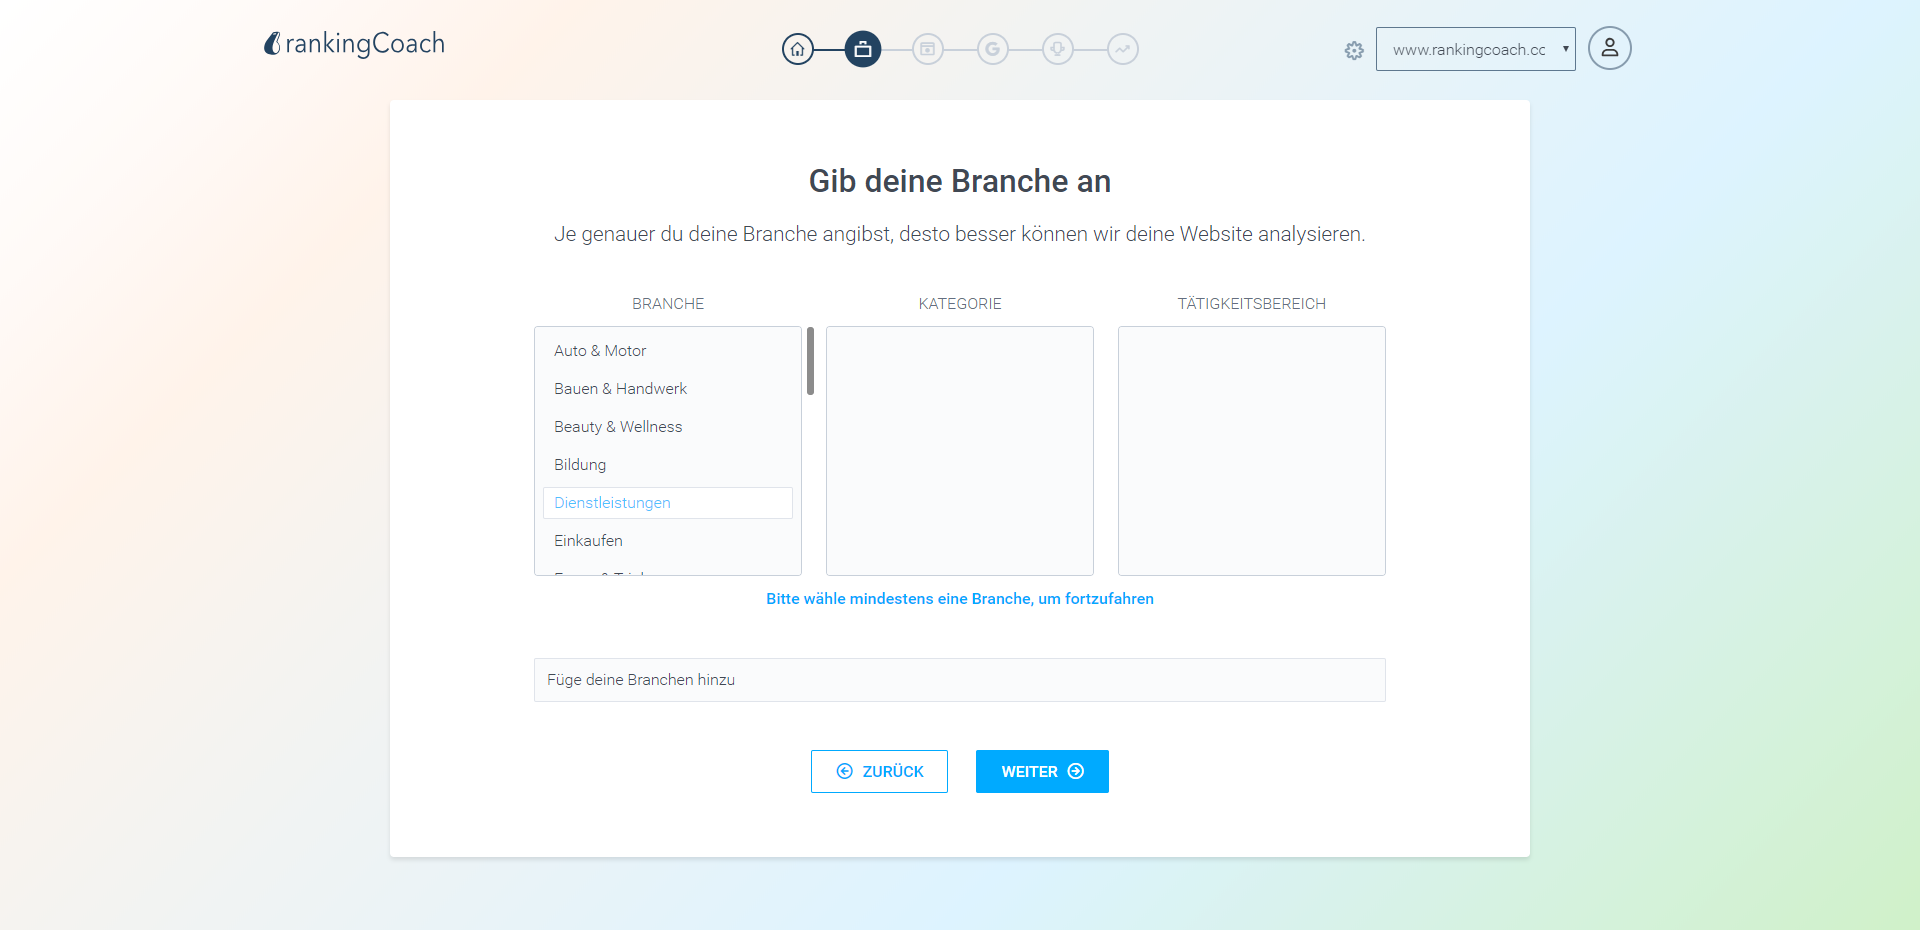 rankingCoach
www.rankingcoach.cc
Gib deine Branche an
Je genauer du deine Branche angibst, desto besser können wir deine Website analysieren.
BRANCHE
KATEGORIE
TÄTIGKEITSBEREICH
Auto & Motor
Bauen & Handwerk
Beauty & Wellness
Bildung
Dienstleistungen
Einkaufen
Bitte wähle mindestens eine Branche, um fortzufahren
Füge deine Branchen hinzu
ZURÜCK
WEITER